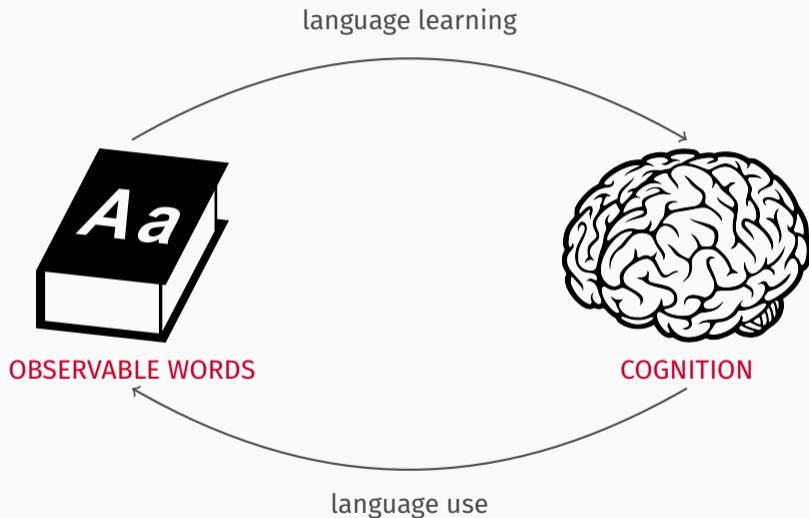 language learning
Aa
OBSERVABLE WORDS
COGNITION
language use